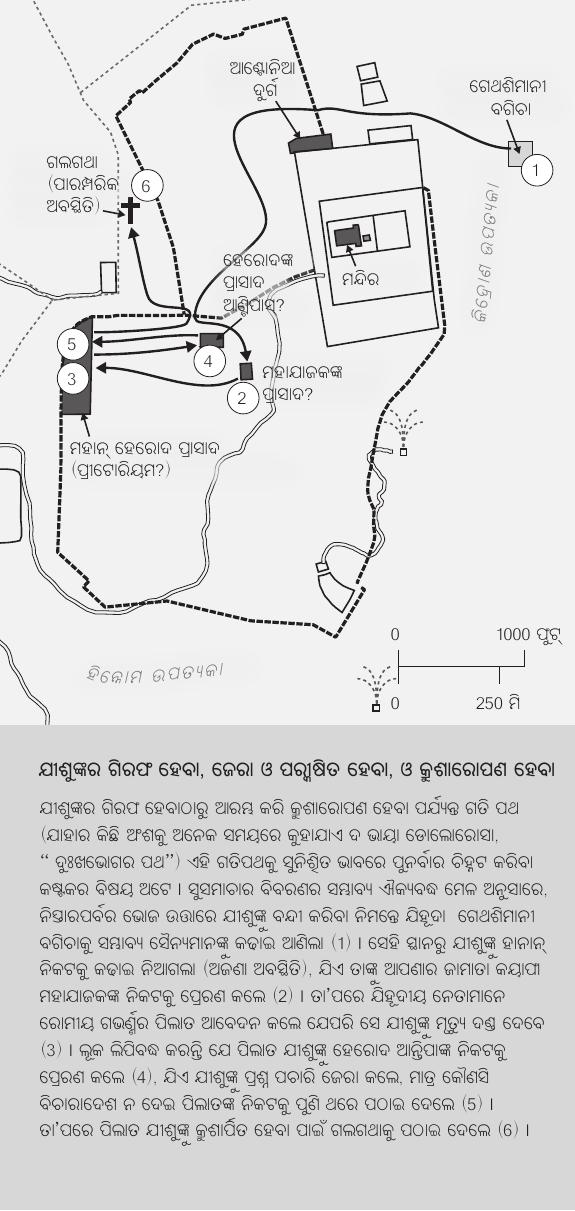 ଆଣ୍ଟୋନିଆ
ଦୁର୍ଗ
ଗେଥଶିମାନୀ
ବଗିଚା
1
ଗଲଗଥା
(ପାରମ୍ପରିକ
ଅବସ୍ଥିତି)
6
କିଦ୍ରୋଣ ଉପତ୍ୟକା
ହେରୋଦଙ୍କ
ପ୍ରାସାଦ
ଆଣ୍ଟିପାସ୍?
ମନ୍ଦିର
5
4
3
2
ମହାଯାଜକଙ୍କ
ପ୍ରାସାଦ?
ମହାନ୍ ହେରୋଦ ପ୍ରାସାଦ
(ପ୍ରୀଟୋରିୟମ?)
0 1000 ଫୁଟ୍
ହିନ୍ନୋମ ଉପତ୍ୟକା
0 250 ମି
ଯୀଶୁଙ୍କର ଗିରଫ ହେବା, ଜେରା ଓ ପରୀକ୍ଷିତ ହେବା, ଓ କ୍ରୁଶାରୋପଣ ହେବା
ଯୀଶୁଙ୍କର ଗିରଫ ହେବାଠାରୁ ଆରମ୍ଭ କରି କ୍ରୁଶାରୋପଣ ହେବା ପର୍ଯ୍ୟନ୍ତ ଗତି ପଥ
(ଯାହାର କିଛି ଅଂଶକୁ ଅନେକ ସମୟରେ କୁହାଯାଏ ଦ ଭାୟା ଡୋଲୋରୋସା,
“ ଦୁଃଖଭୋଗର ପଥ”) ଏହି ଗତିପଥକୁ ସୁନିଶ୍ଚିତ ଭାବରେ ପୁନର୍ବାର ଚିହ୍ନଟ କରିବା
କଷ୍ଟକର ବିଷୟ ଅଟେ । ସୁସମାଚାର ବିବରଣର ସମ୍ଭାବ୍ୟ ଐକ୍ୟବଦ୍ଧ ମେଳ ଅନୁସାରେ,
ନିସ୍ତାରପର୍ବର ଭୋଜ ଉତ୍ତାରେ ଯୀଶୁଙ୍କୁ ବନ୍ଦୀ କରିବା ନିମନ୍ତେ ଯିହୂଦା ଗେଥଶିମାନୀ
ବଗିଚାକୁ ସମ୍ଭାବ୍ୟ ସୈନ୍ୟମାନଙ୍କୁ କଢାଇ ଆଣିଲା (1) । ସେହି ସ୍ଥାନରୁ ଯୀଶୁଙ୍କୁ ହାନାନ୍
ନିକଟକୁ କଢାଇ ନିଆଗଲା (ଅଜଣା ଅବସ୍ଥିତି), ଯିଏ ତାଙ୍କୁ ଆପଣାର ଜାମାତା କୟାଫା
ମହାଯାଜକଙ୍କ ନିକଟକୁ ପ୍ରେରଣ କଲେ (2) । ତା’ପରେ ଯିହୂଦୀୟ ନେତାମାନେ
ରୋମୀୟ ଗଭର୍ଣ୍ଣର ପିଲାତ ଆବେଦନ କଲେ ଯେପରି ସେ ଯୀଶୁଙ୍କୁ ମୃତ୍ୟୁ ଦଣ୍ଡ ଦେବେ
(3) । ଲୂକ ଲିପିବଦ୍ଧ କରନ୍ତି ଯେ ପିଲାତ ଯୀଶୁଙ୍କୁ ହେରୋଦ ଆନ୍ତିପାଙ୍କ ନିକଟକୁ
ପ୍ରେରଣ କଲେ (4), ଯିଏ ଯୀଶୁଙ୍କୁ ପ୍ରଶ୍ନ ପଚାରି ଜେରା କଲେ, ମାତ୍ର କୌଣସି
ବିଚାରାଦେଶ ନ ଦେଇ ପିଲାତଙ୍କ ନିକଟକୁ ପୁଣି ଥରେ ପଠାଇ ଦେଲେ (5) ।
ତା’ପରେ ପିଲାତ ଯୀଶୁଙ୍କୁ କ୍ରୁଶାର୍ପିତ ହେବା ପାଇଁ ଗଲଗଥାକୁ ପଠାଇ ଦେଲେ (6) ।